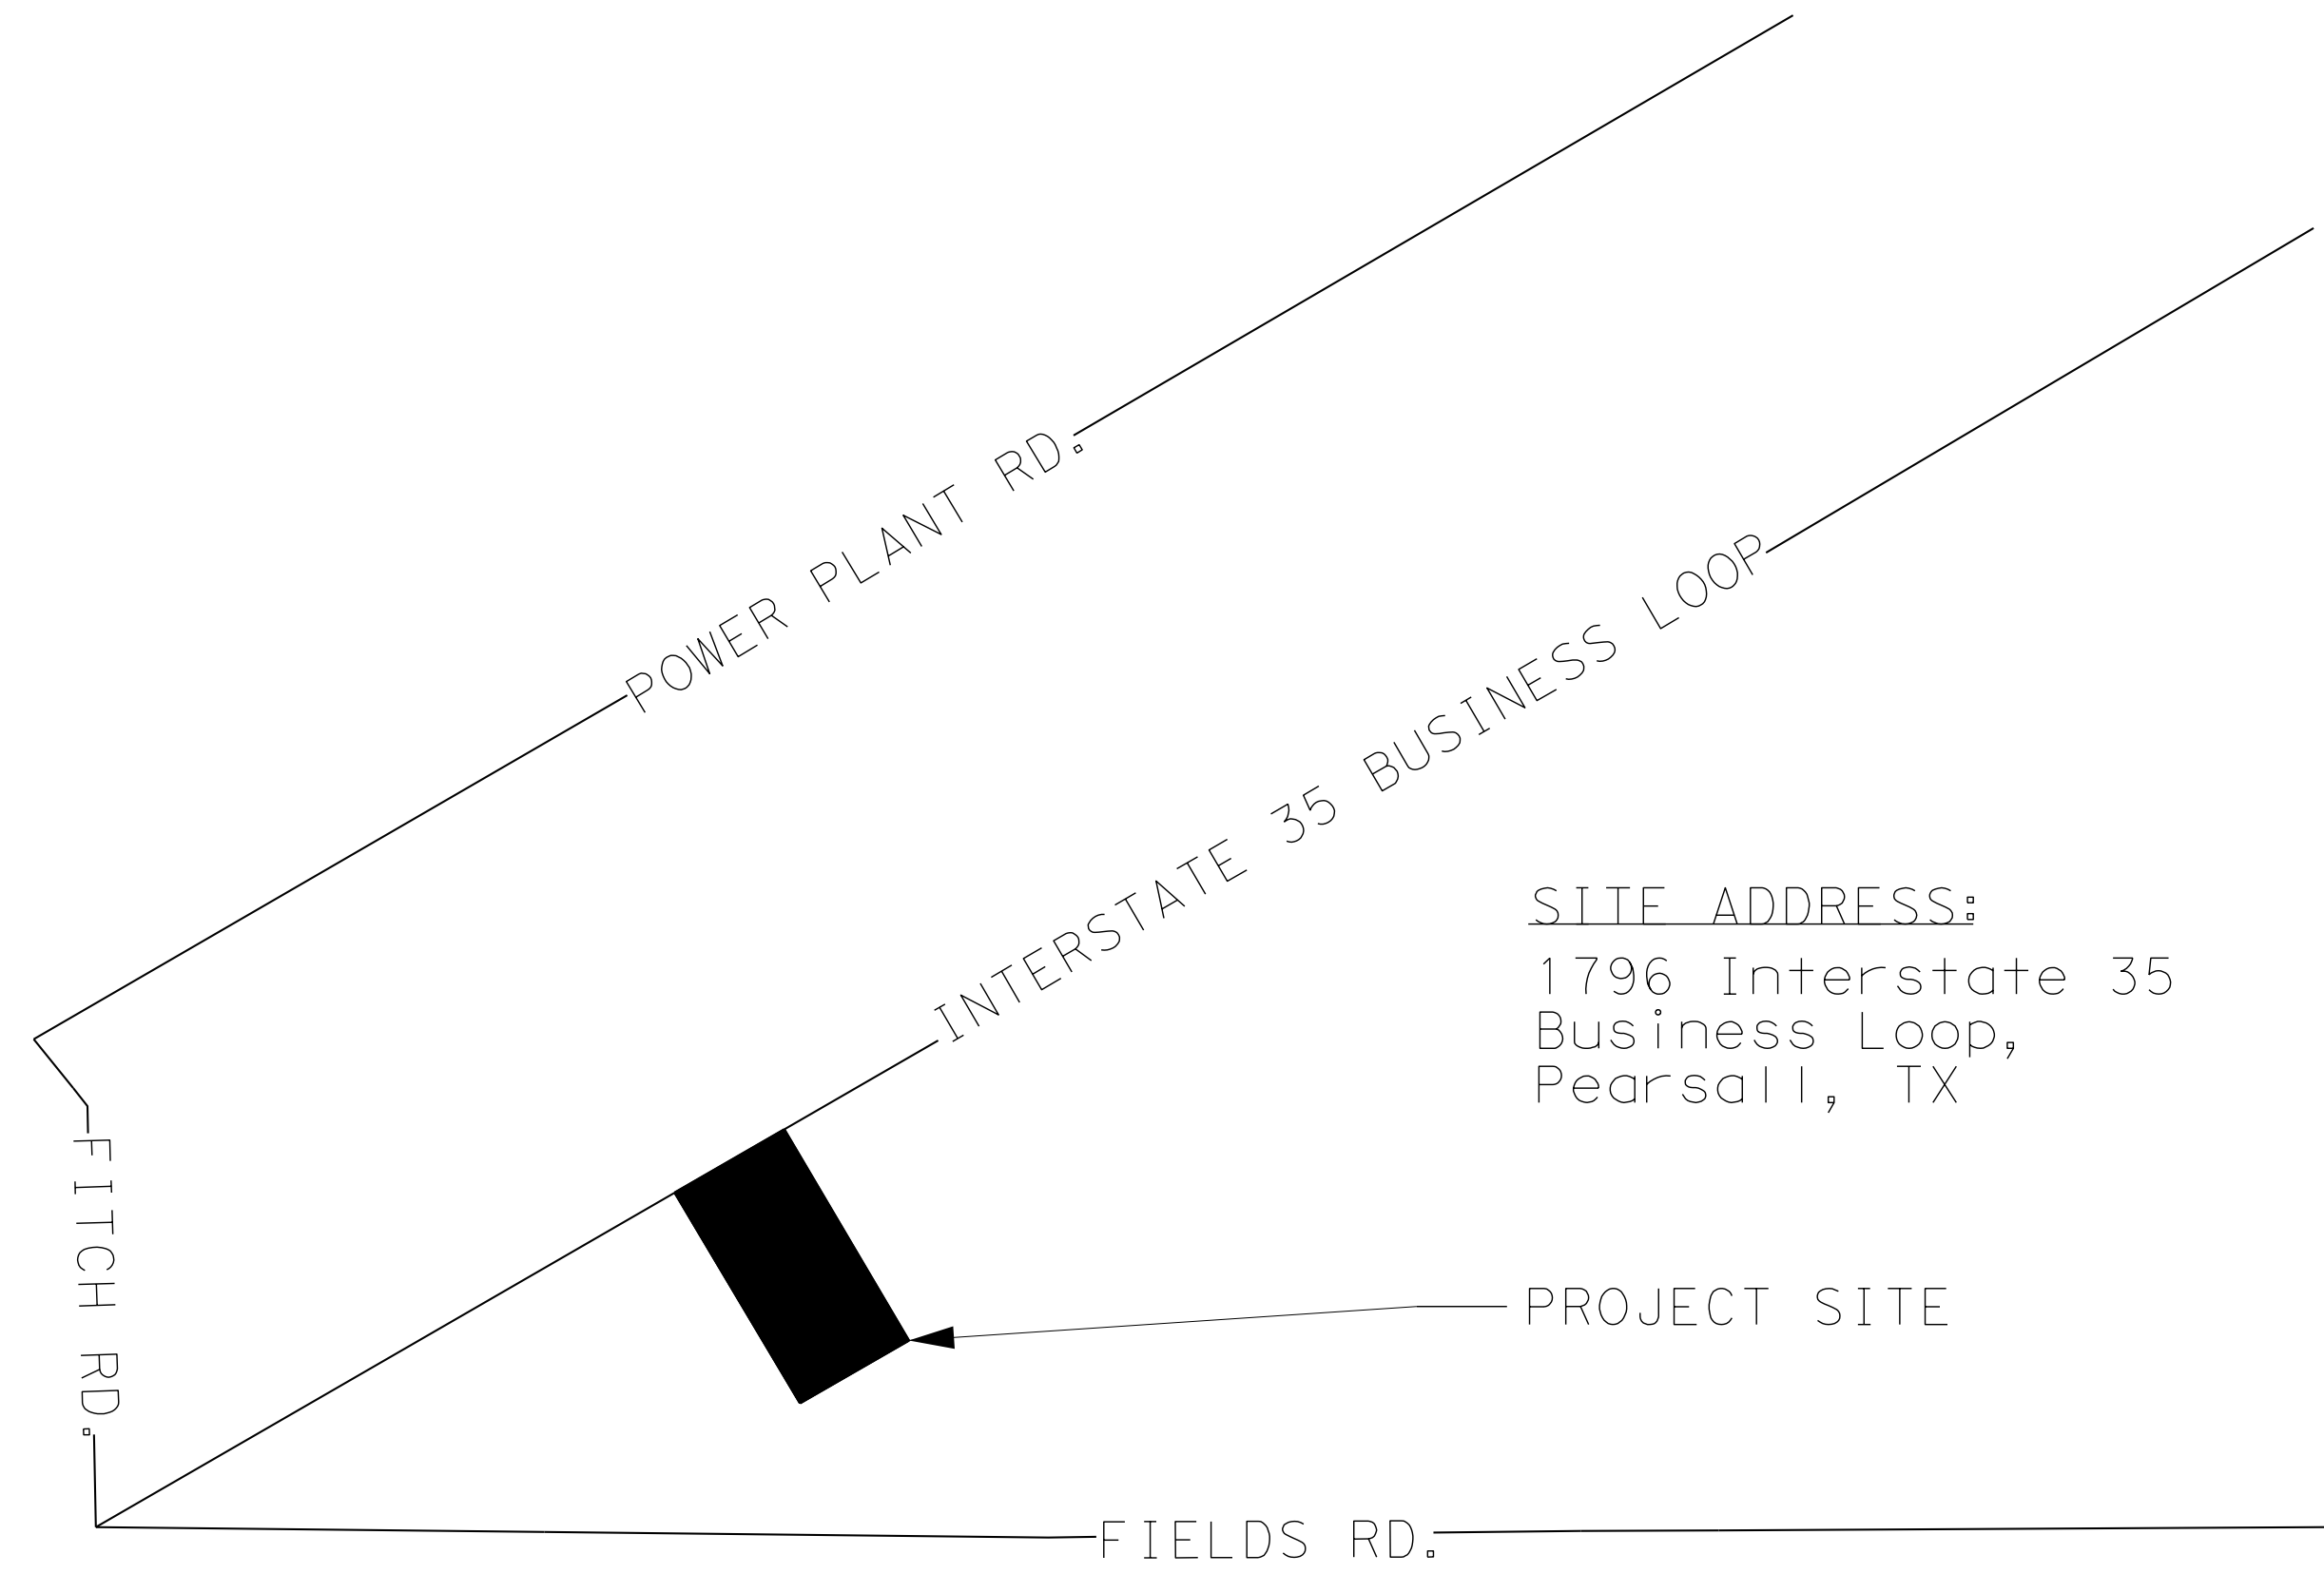 POWER PLANT RD.
INTERSTATE 35 BUSINESS LOOP
SITE ADDRESS:
1796 Interstate 35
Business Loop,
Pearsall, TX
FITCH RD.
PROJECT SITE
FIELDS RD.